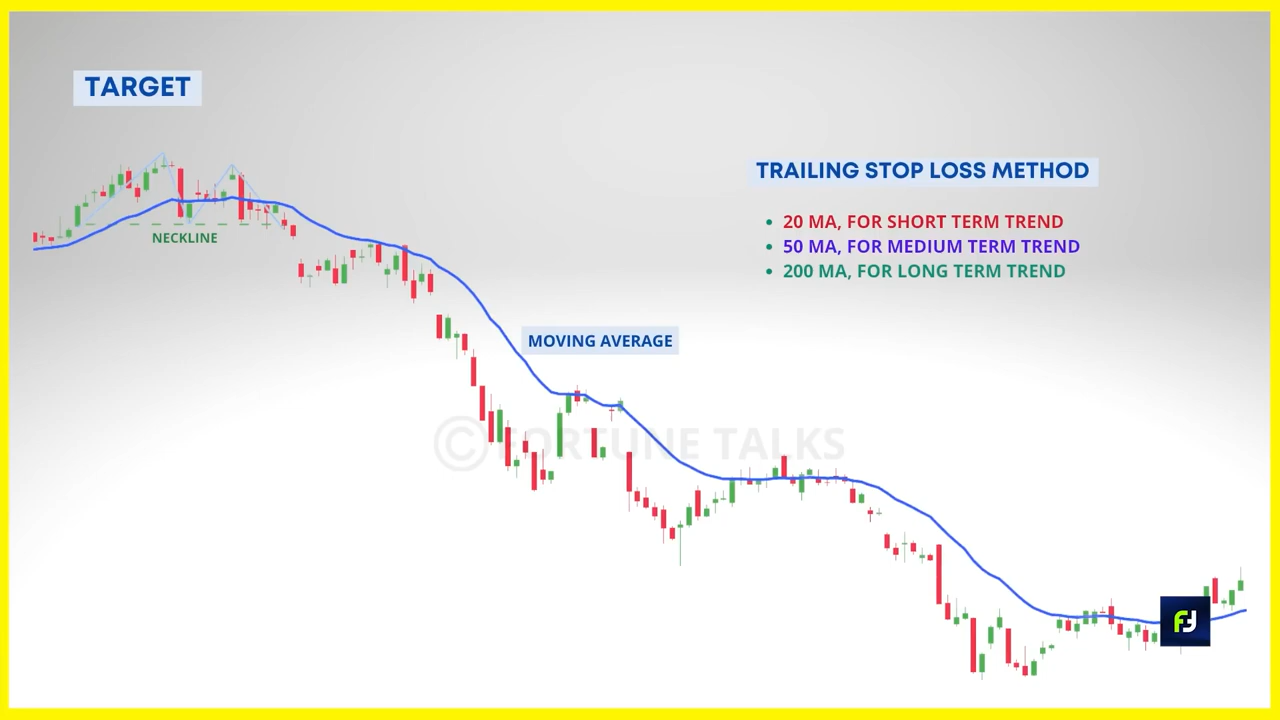 TARGET
TRAILING STOP LOSS METHOD
• 20 MA, FOR SHORT TERM TREND
• 50 MA, FOR MEDIUM TERM TREND
• 200 MA, FOR LONG TERM TREND
NECKLINE
MOVING AVERAGE
©FORTUNE TALKS